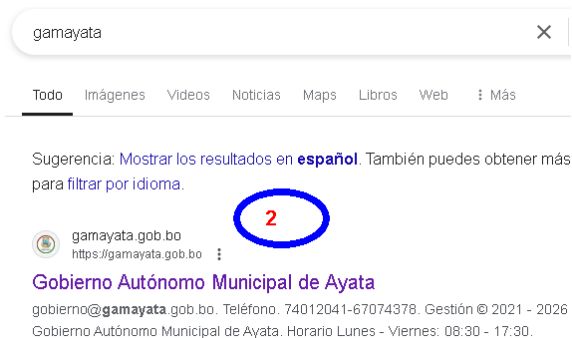 gamayata
Todo Imágenes Videos Noticias Maps Libros Web Más
Sugerencia: Mostrar los resultados en español. También puedes obtener más
para filtrar por idioma.
2
gamayata.gob.bo
https://gamayata.gob.bo
Gobierno Autónomo Municipal de Ayata
gobierno@gamayata.gob.bo. Teléfono. 74012041-67074378. Gestión © 2021 - 2026
Gobierno Autónomo Municipal de Ayata. Horario Lunes - Viernes: 08:30 - 17:30.